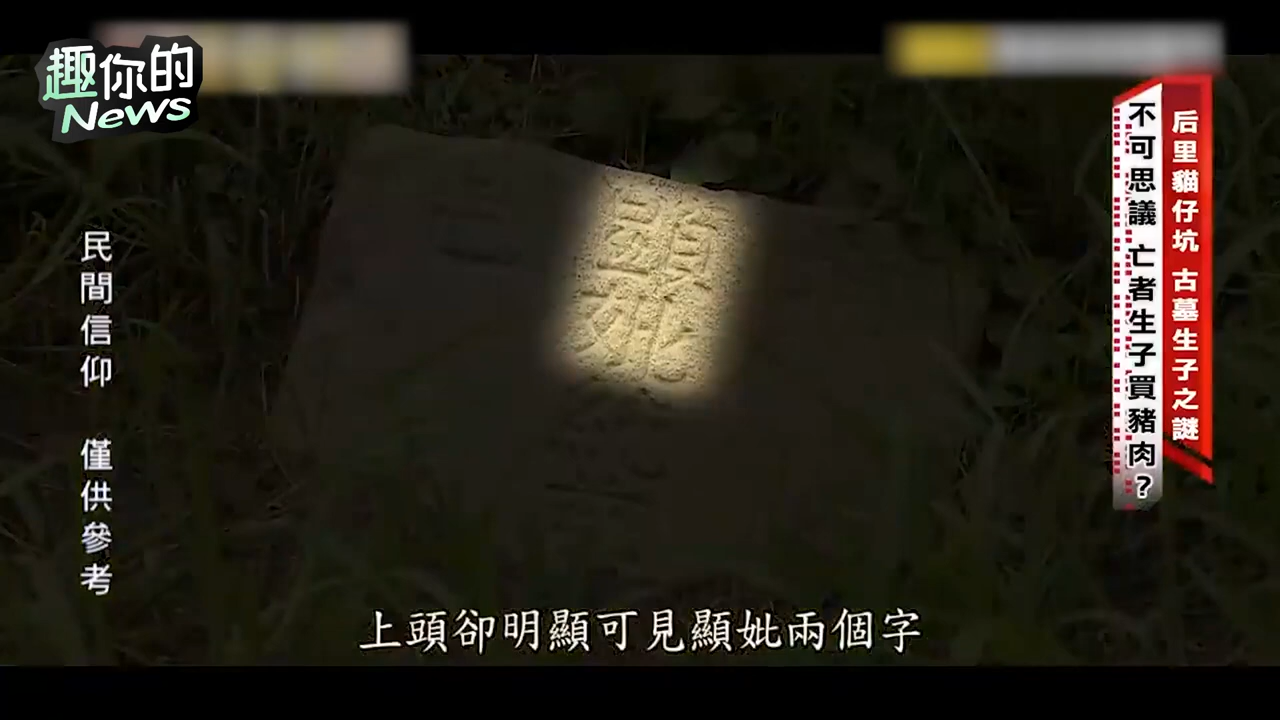 趣你的
News
后里貓仔坑 古墓生子之謎
不可思議 亡者生子買豬肉?
民間信仰 僅供參考
顯
妣
上頭卻明顯可見顯妣兩個字